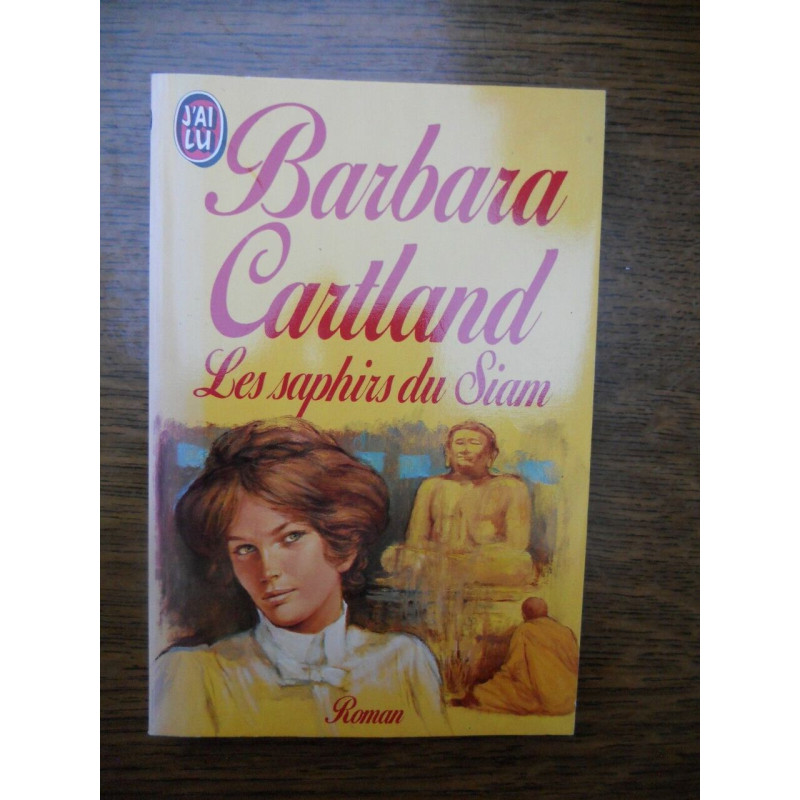 J'AI
LU
Barbara
Cartland
Les saphirs du Siam
Roman